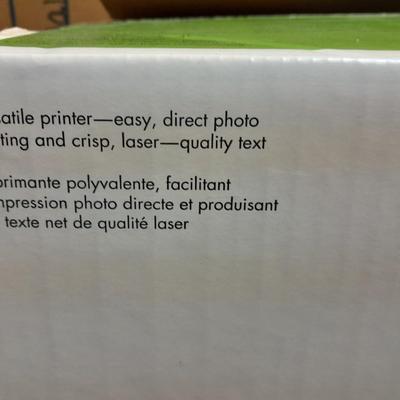 atile printer—easy, direct photo
ting and crisp, laser—quality text
primante polyvalente, facilitant
mpression photo directe et produisant
texte net de qualité laser